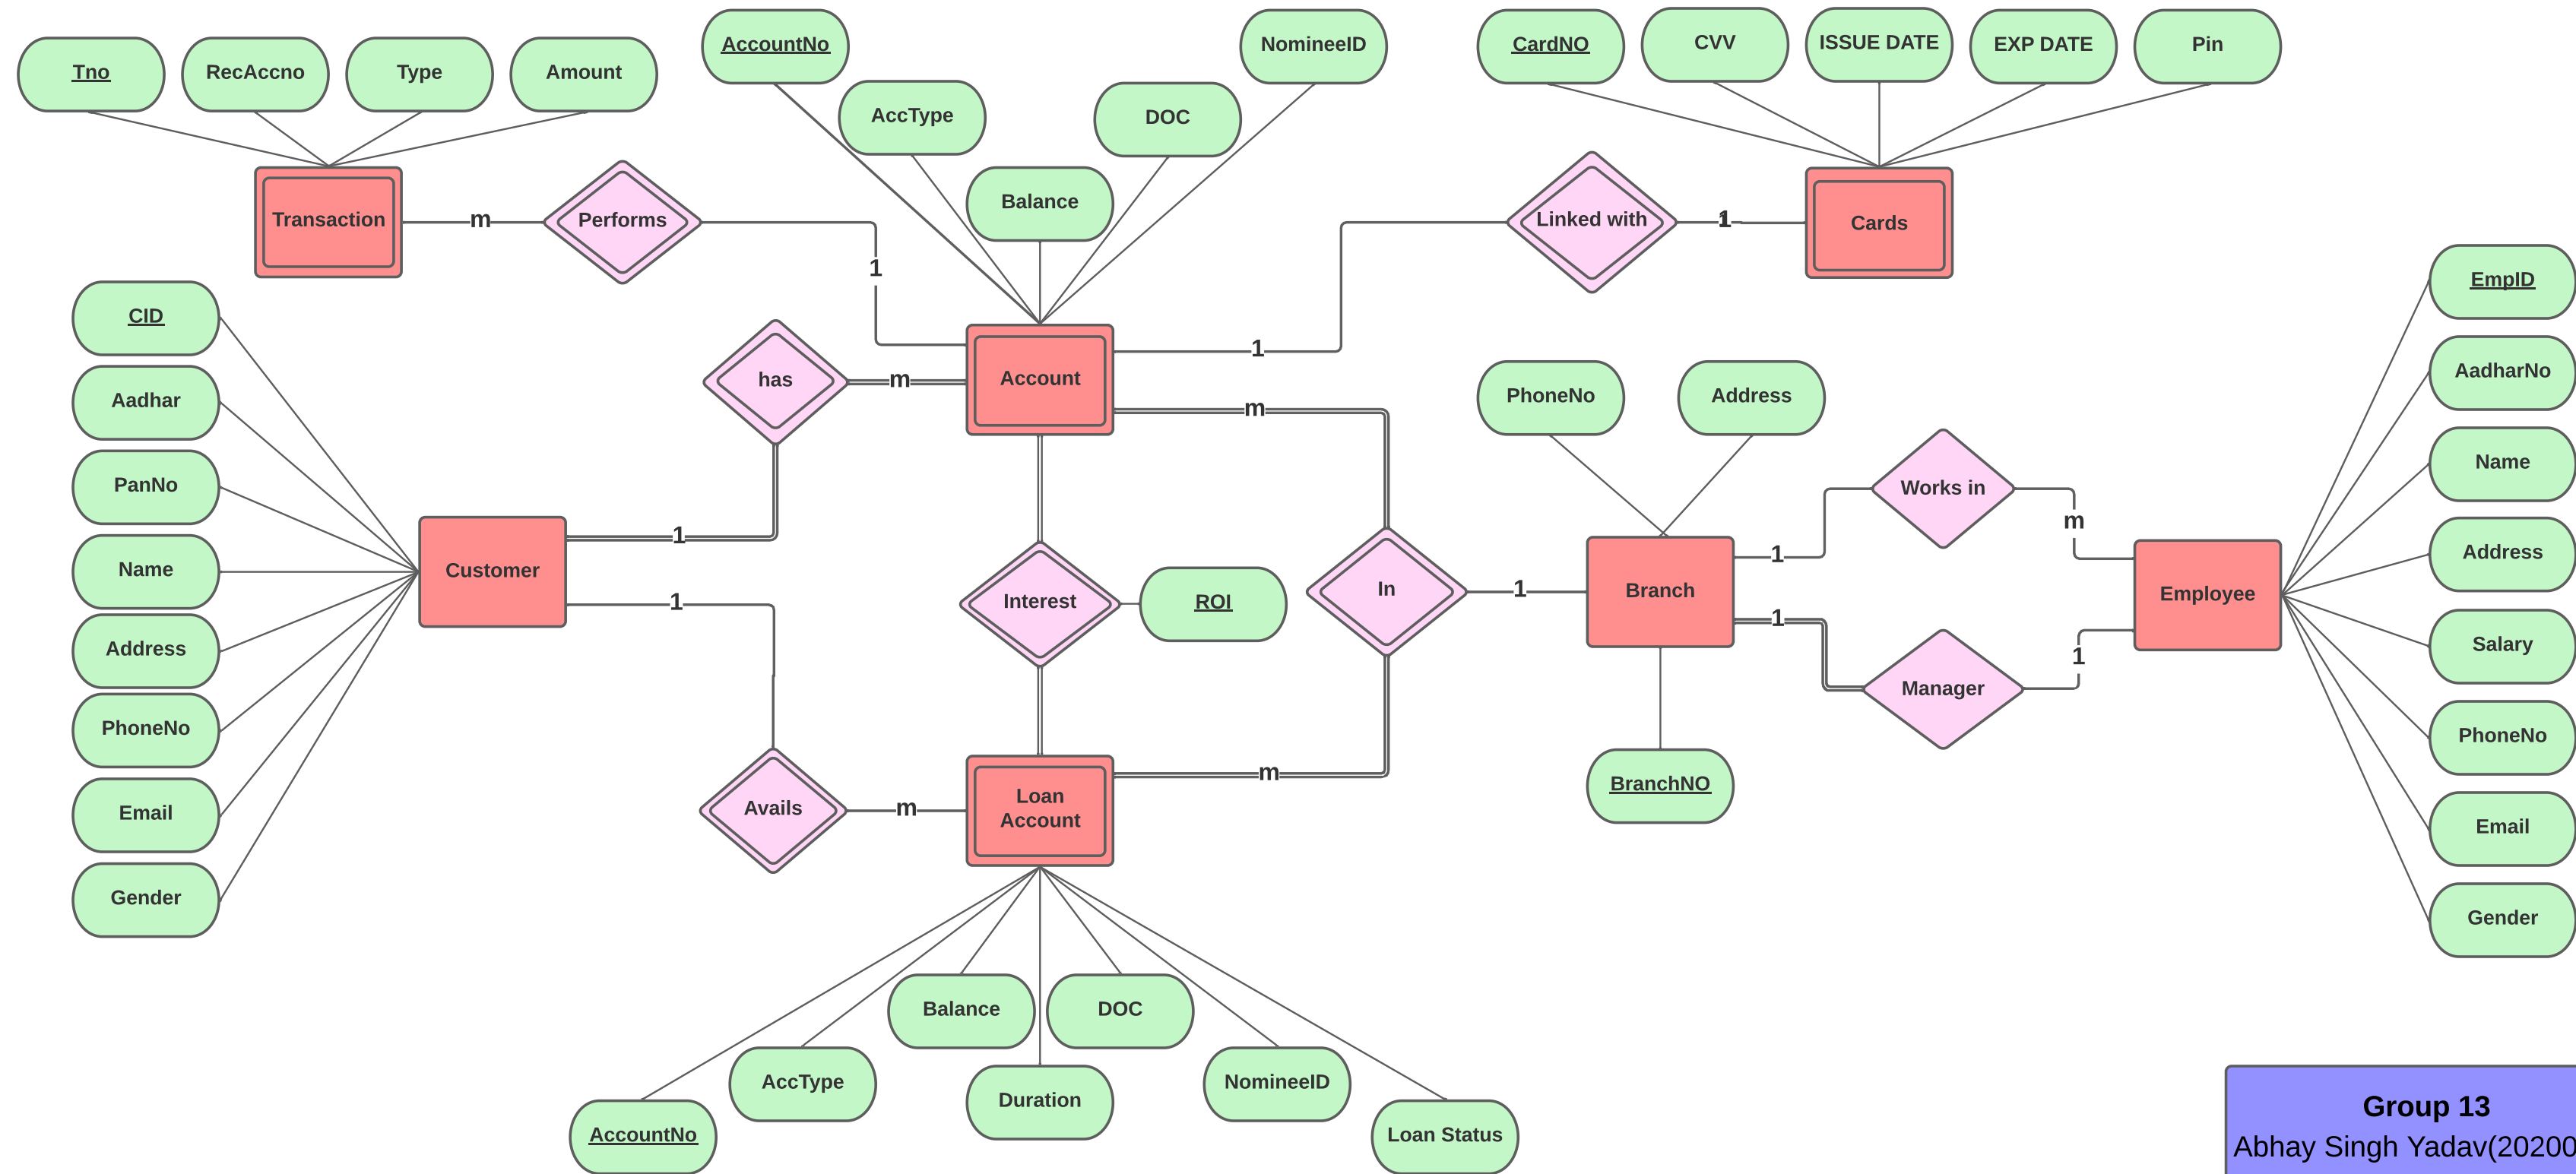 Tno
RecAccno
Type
Amount
AccountNo
AccType
Balance
DOC
NomineeID
CardNO
CVV
ISSUE DATE
EXP DATE
Pin
Transaction
m
Performs
1
Linked with
1
Cards
1
CID
Aadhar
PanNo
Name
Address
PhoneNo
Email
Gender
has
m
Account
m
Customer
1
1
Interest
ROI
In
1
PhoneNo
Address
Branch
BranchNO
1
Works in
m
1
Manager
1
Employee
EmpID
AadharNo
Name
Address
Salary
PhoneNo
Email
Gender
Avails
m
Loan
Account
m
Balance
DOC
AccType
Duration
NomineeID
AccountNo
Loan Status
Group 13
Abhay Singh Yadav(20200